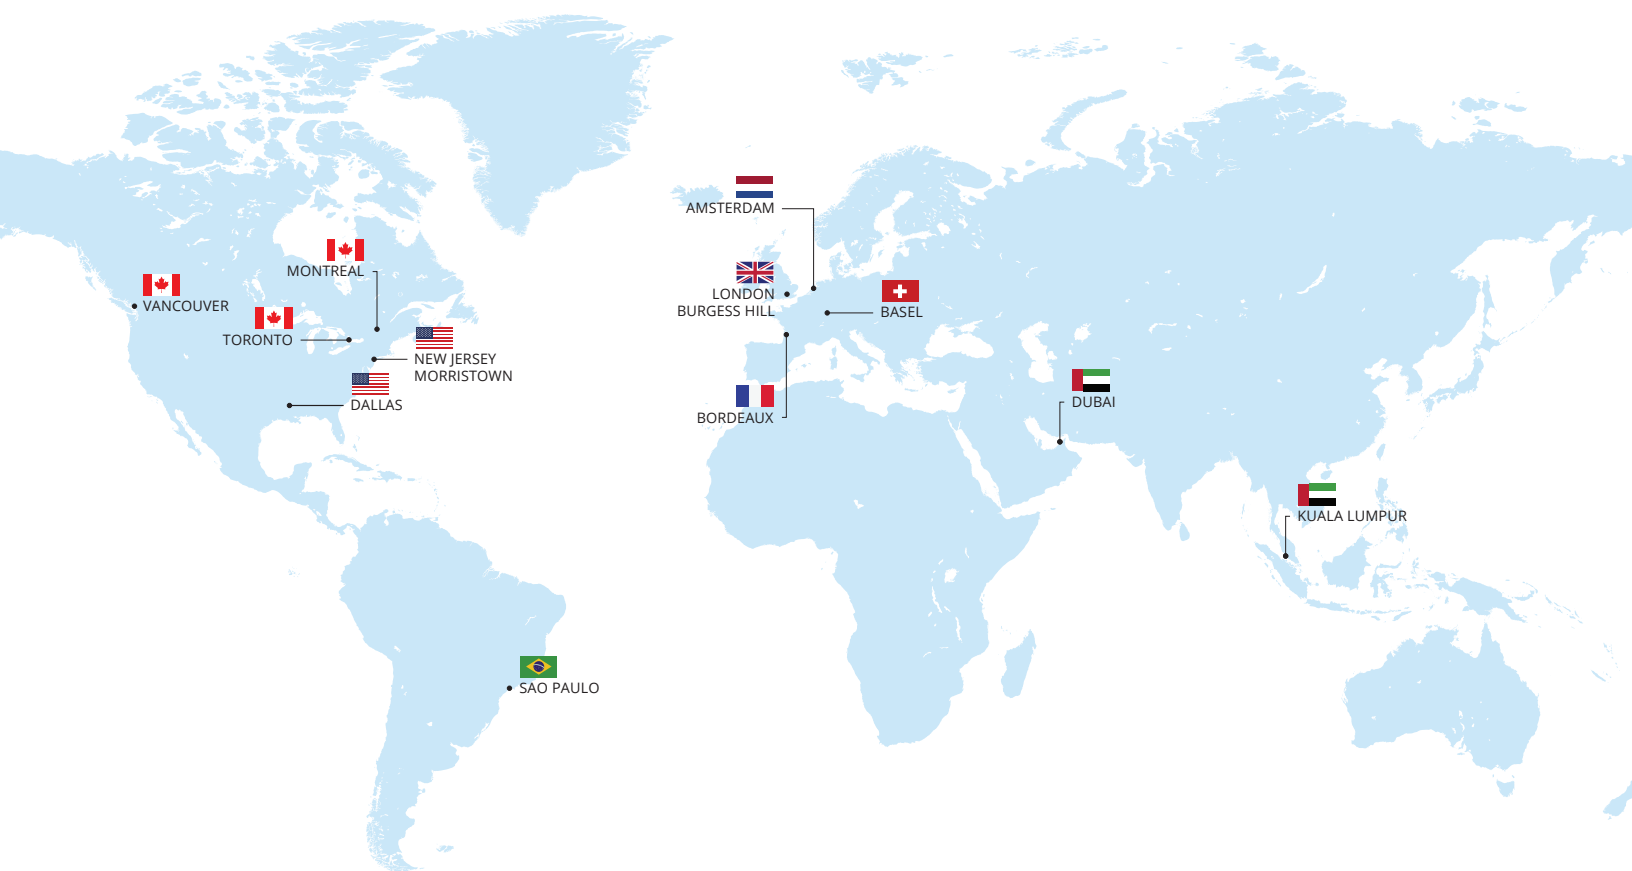 AMSTERDAM
MONTREAL
VANCOUVER
LONDON
BURGESS HILL
BASEL
TORONTO
NEW JERSEY
MORRISTOWN
DALLAS
BORDEAUX
DUBAI
KUALA LUMPUR
SAO PAULO